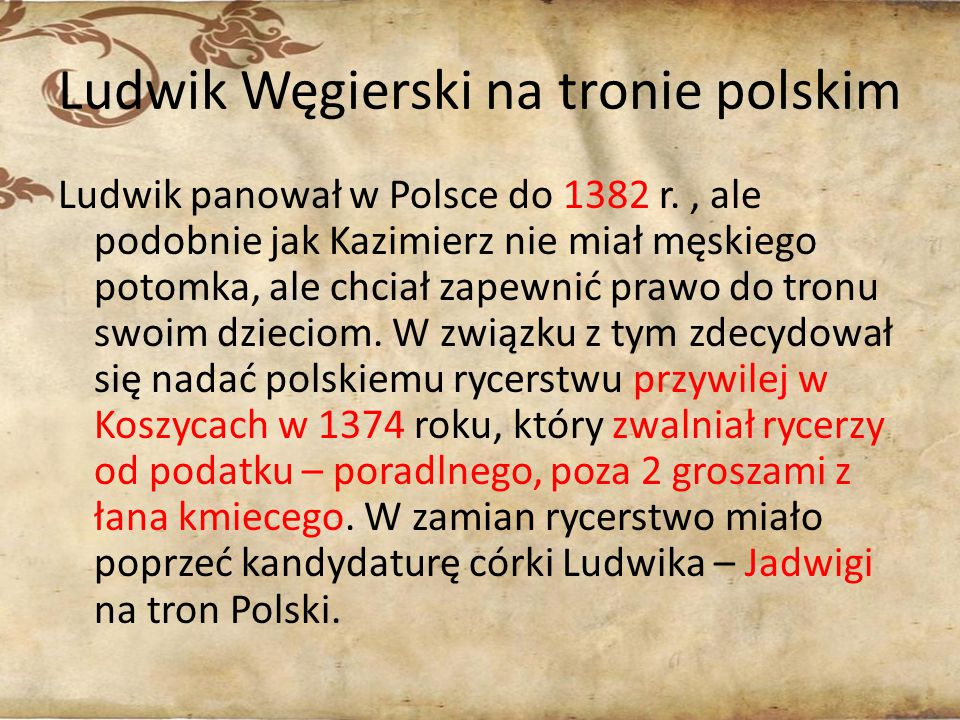 Ludwik Węgierski na tronie polskim
Ludwik panował w Polsce do 1382 r. , ale
podobnie jak Kazimierz nie miał męskiego
potomka, ale chciał zapewnić prawo do tronu
swoim dzieciom. W związku z tym zdecydował
się nadać polskiemu rycerstwu przywilej w
Koszycach w 1374 roku, który zwalniał rycerzy
od podatku – poradlnego, poza 2 groszami z
łana kmiecego. W zamian rycerstwo miało
poprzeć kandydaturę córki Ludwika – Jadwigi
na tron Polski.